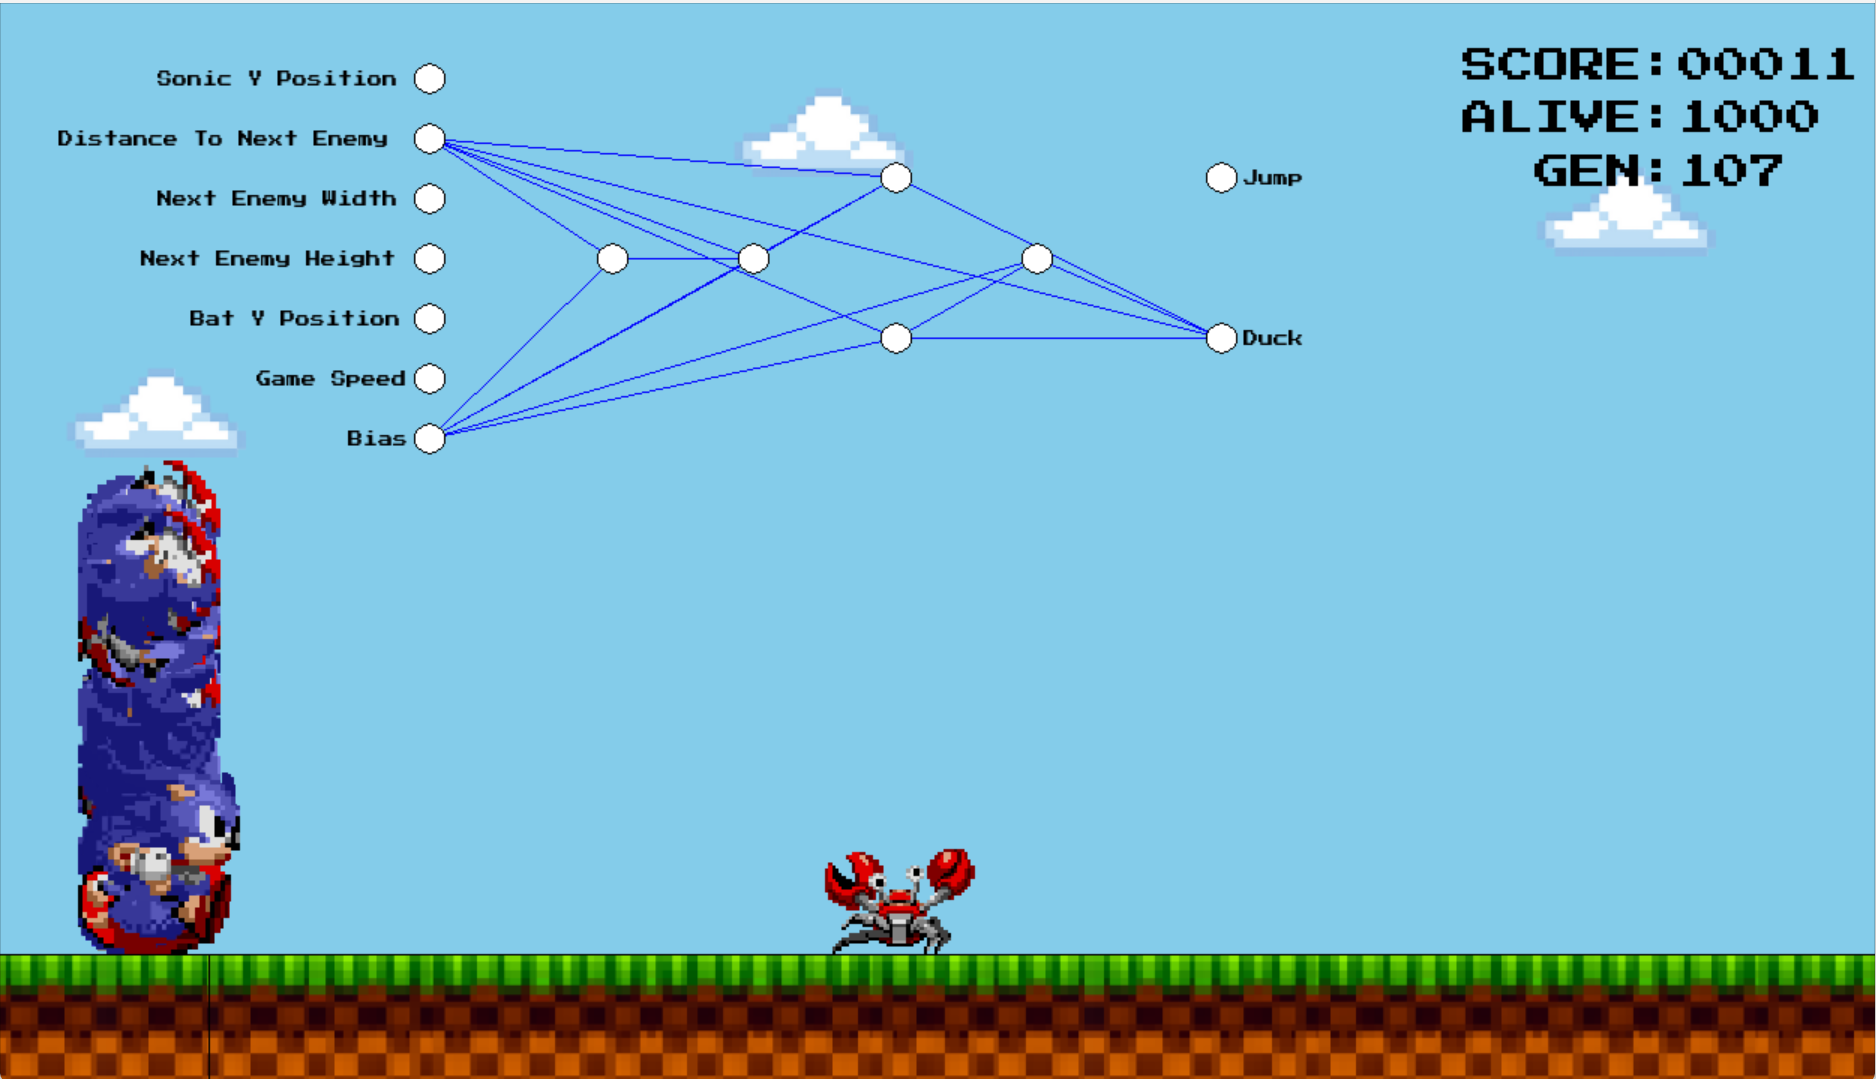 Sonic Y Position
Distance To Next Enemy
Next Enemy Width
Next Enemy Height
Bat Y Position
Game Speed
Bias
Jump
Duck
SCORE:00011
ALIVE:1000
GEN:107